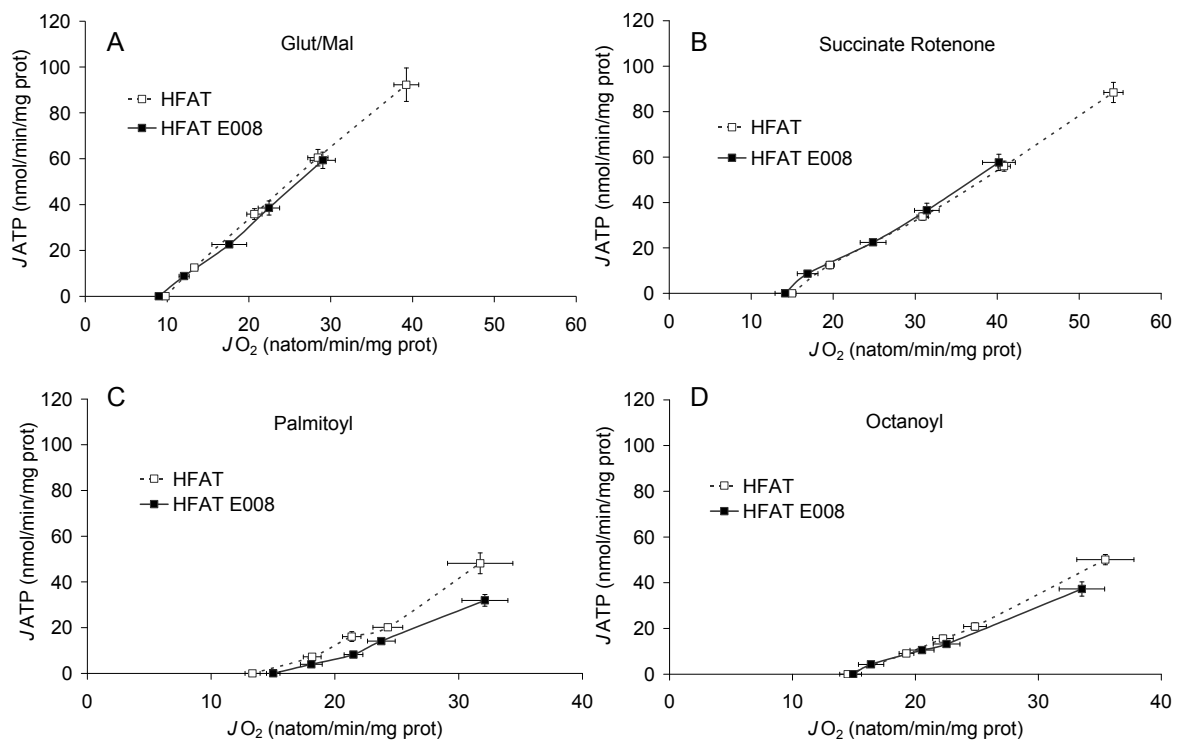 A
Glut/Mal
JATP (nmol/min/mg prot)
120
100
80
60
40
20
0
HFAT
HFAT E008
0 10 20 30 40 50 60
JO₂ (natom/min/mg prot)
B
Succinate Rotenone
JATP (nmol/min/mg prot)
120
100
80
60
40
20
0
HFAT
HFAT E008
0 10 20 30 40 50 60
JO₂ (natom/min/mg prot)
C
Palmitoyl
JATP (nmol/min/mg prot)
120
100
80
60
40
20
0
HFAT
HFAT E008
0 10 20 30 40
JO₂ (natom/min/mg prot)
D
Octanoyl
JATP (nmol/min/mg prot)
120
100
80
60
40
20
0
HFAT
HFAT E008
0 10 20 30 40
JO₂ (natom/min/mg prot)